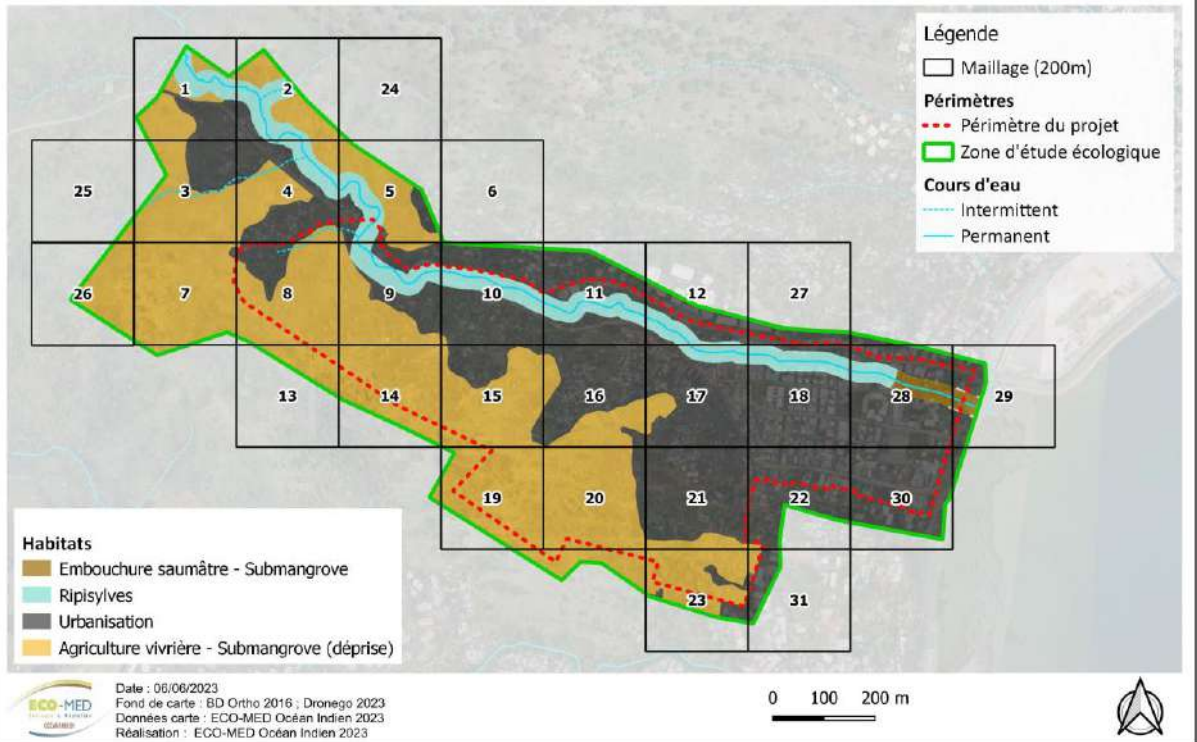 Légende
Maillage (200m)
Périmètres
Périmètre du projet
Zone d'étude écologique
Cours d'eau
Intermittent
Permanent
1
2
24
25
3
4
5
6
26
7
8
9
10
11
12
27
13
14
15
16
17
18
28
29
19
20
21
22
30
23
31
Habitats
Embouchure saumâtre - Submangrove
Ripisylves
Urbanisation
Agriculture vivrière - Submangrove (déprise)
ECO-MED
Date : 06/06/2023
Fond de carte : BD Ortho 2016 ; Dronego 2023
Données carte : ECO-MED Océan Indien 2023
Réalisation : ECO-MED Océan Indien 2023
0 100 200 m